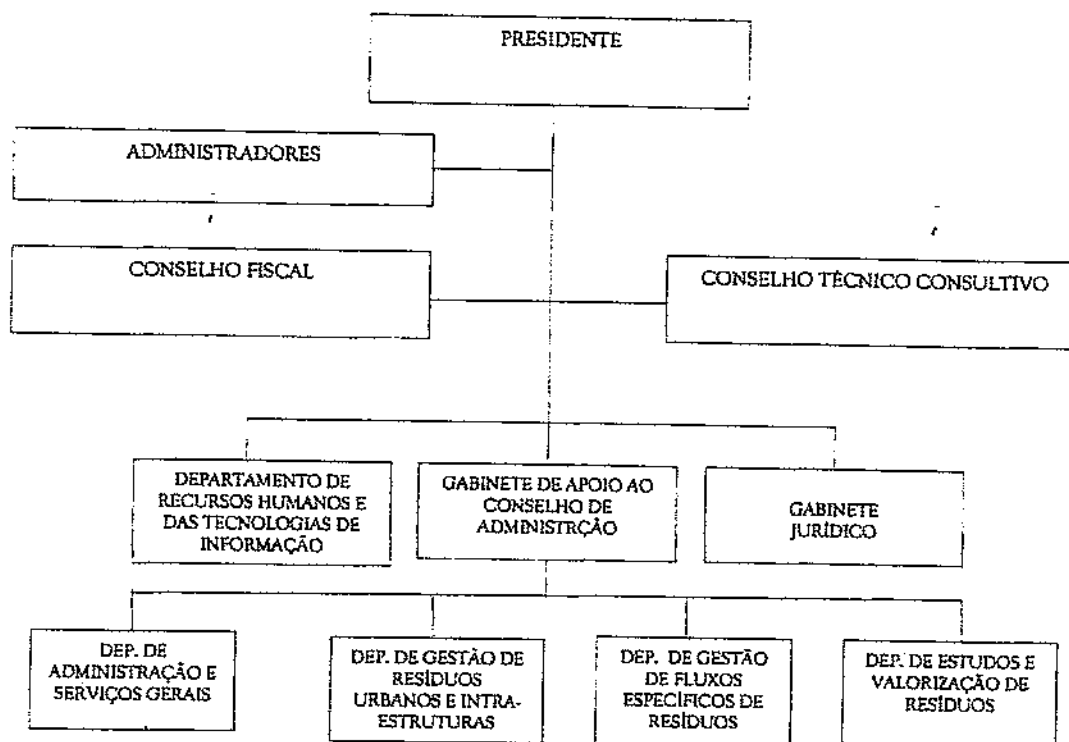 PRESIDENTE
ADMINISTRADORES
CONSELHO FISCAL
CONSELHO TÉCNICO CONSULTIVO
DEPARTAMENTO DE
RECURSOS HUMANOS E
DAS TECNOLOGIAS DE
INFORMAÇÃO
GABINETE DE APOIO AO
CONSELHO DE
ADMINISTRÇÃO
GABINETE
JURÍDICO
DEP. DE
ADMINISTRAÇÃO E
SERVIÇOS GERAIS
DEP. DE GESTÃO DE
RESÍDUOS
URBANOS E INTRA-
ESTRUTURAS
DEP. DE GESTÃO
DE FLUXOS
ESPECÍFICOS DE
RESÍDUOS
DEP. DE ESTUDOS E
VALORIZAÇÃO DE
RESÍDUOS